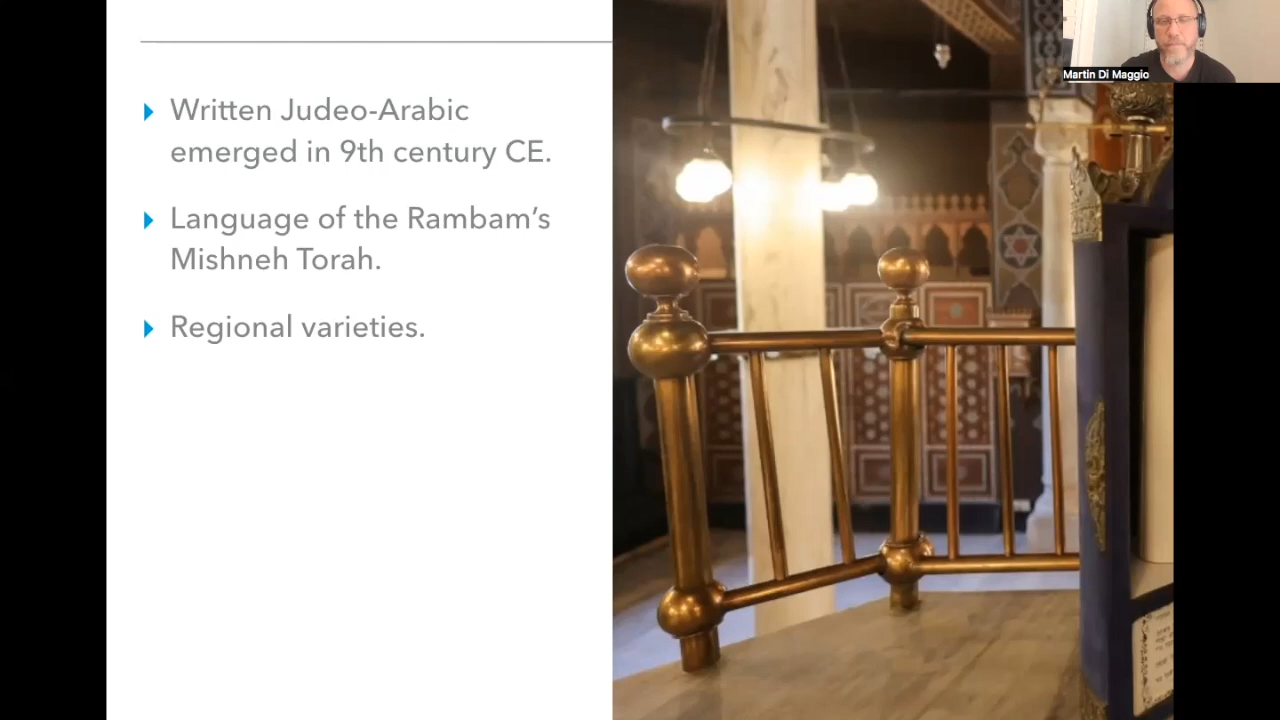 Written Judeo-Arabic
emerged in 9th century CE.
Language of the Rambam’s
Mishneh Torah.
Regional varieties.
Martin Di Maggio